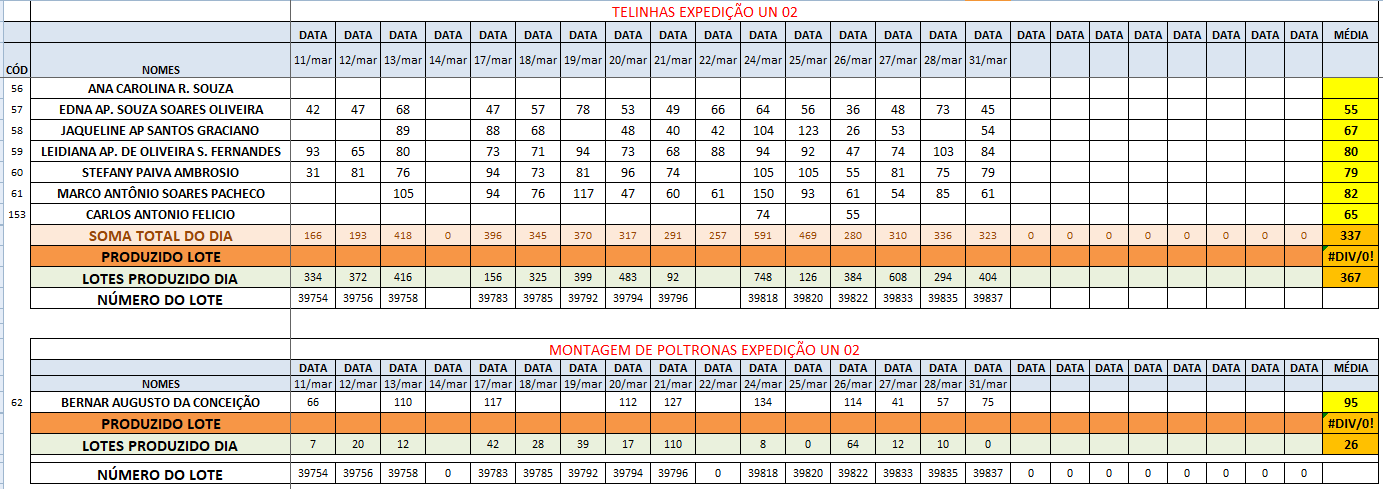 TELINHAS EXPEDIÇÃO UN 02
DATA DATA DATA DATA DATA DATA DATA DATA DATA DATA DATA DATA DATA DATA DATA DATA DATA DATA DATA DATA DATA DATA DATA MÉDIA
CÓD NOMES 11/mar 12/mar 13/mar 14/mar 17/mar 18/mar 19/mar 20/mar 21/mar 22/mar 24/mar 25/mar 26/mar 27/mar 28/mar 31/mar
56 ANA CAROLINA R. SOUZA
57 EDNA AP. SOUZA SOARES OLIVEIRA 42 47 68 47 57 78 53 49 66 64 56 36 48 73 45 55
58 JAQUELINE AP SANTOS GRACIANO 89 88 68 48 40 42 104 123 26 53 54 67
59 LEIDIANA AP. DE OLIVEIRA S. FERNANDES 93 65 80 73 71 94 73 68 88 94 92 47 74 103 84 80
60 STEFANY PAIVA AMBROSIO 31 81 76 94 73 81 96 74 105 105 55 81 75 79 79
61 MARCO ANTÔNIO SOARES PACHECO 105 94 76 117 47 60 61 150 93 61 54 85 61 82
153 CARLOS ANTONIO FELICIO 74 55 65
SOMA TOTAL DO DIA 166 193 418 0 396 345 370 317 291 257 591 469 280 310 336 323 0 0 0 0 0 0 0 337
PRODUZIDO LOTE #DIV/0!
LOTES PRODUZIDO DIA 334 372 416 156 325 399 483 92 748 126 384 608 294 404 367
NÚMERO DO LOTE 39754 39756 39758 39783 39785 39792 39794 39796 39818 39820 39822 39833 39835 39837
MONTAGEM DE POLTRONAS EXPEDIÇÃO UN 02
DATA DATA DATA DATA DATA DATA DATA DATA DATA DATA DATA DATA DATA DATA DATA DATA DATA DATA DATA DATA DATA DATA DATA MÉDIA
NOMES 11/mar 12/mar 13/mar 14/mar 17/mar 18/mar 19/mar 20/mar 21/mar 22/mar 24/mar 25/mar 26/mar 27/mar 28/mar 31/mar
62 BERNAR AUGUSTO DA CONCEIÇÃO 66 110 117 112 127 134 114 41 57 75 95
PRODUZIDO LOTE #DIV/0!
LOTES PRODUZIDO DIA 7 20 12 42 28 39 17 110 8 0 64 12 10 0 26
NÚMERO DO LOTE 39754 39756 39758 0 39783 39785 39792 39794 39796 0 39818 39820 39822 39833 39835 39837 0 0 0 0 0 0 0